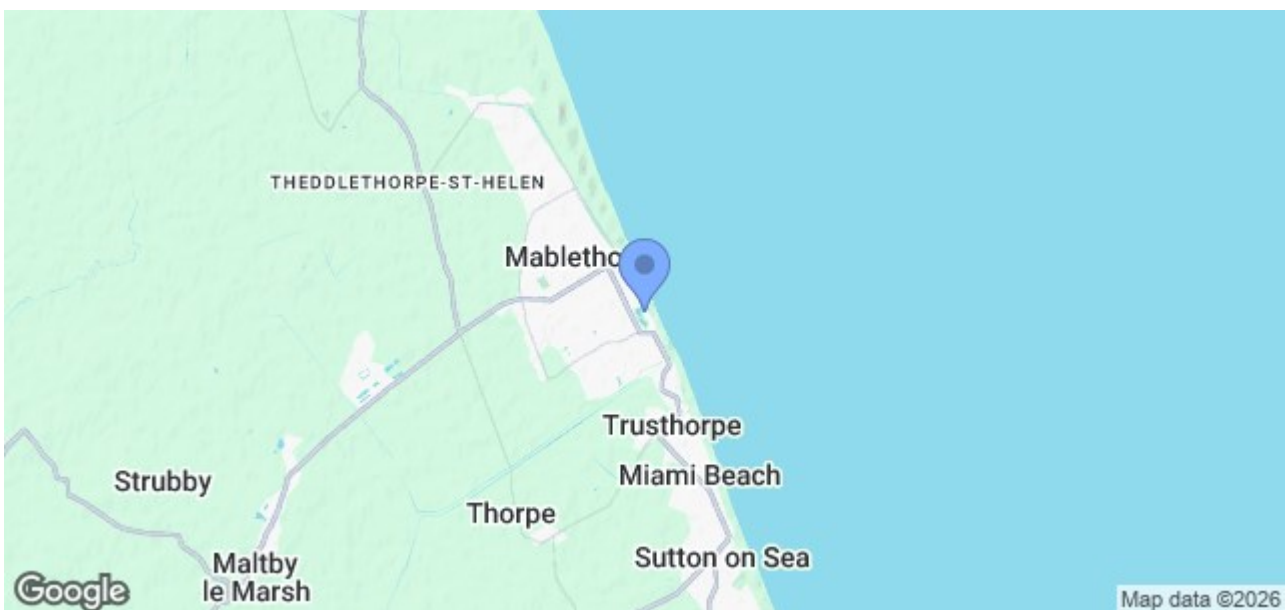 THEDDLETHORPE-ST-HELEN
Mabletho
Trusthorpe
Miami Beach
Strubby
Thorpe
Sutton on Sea
Maltby
le Marsh
Google
Map data ©2026